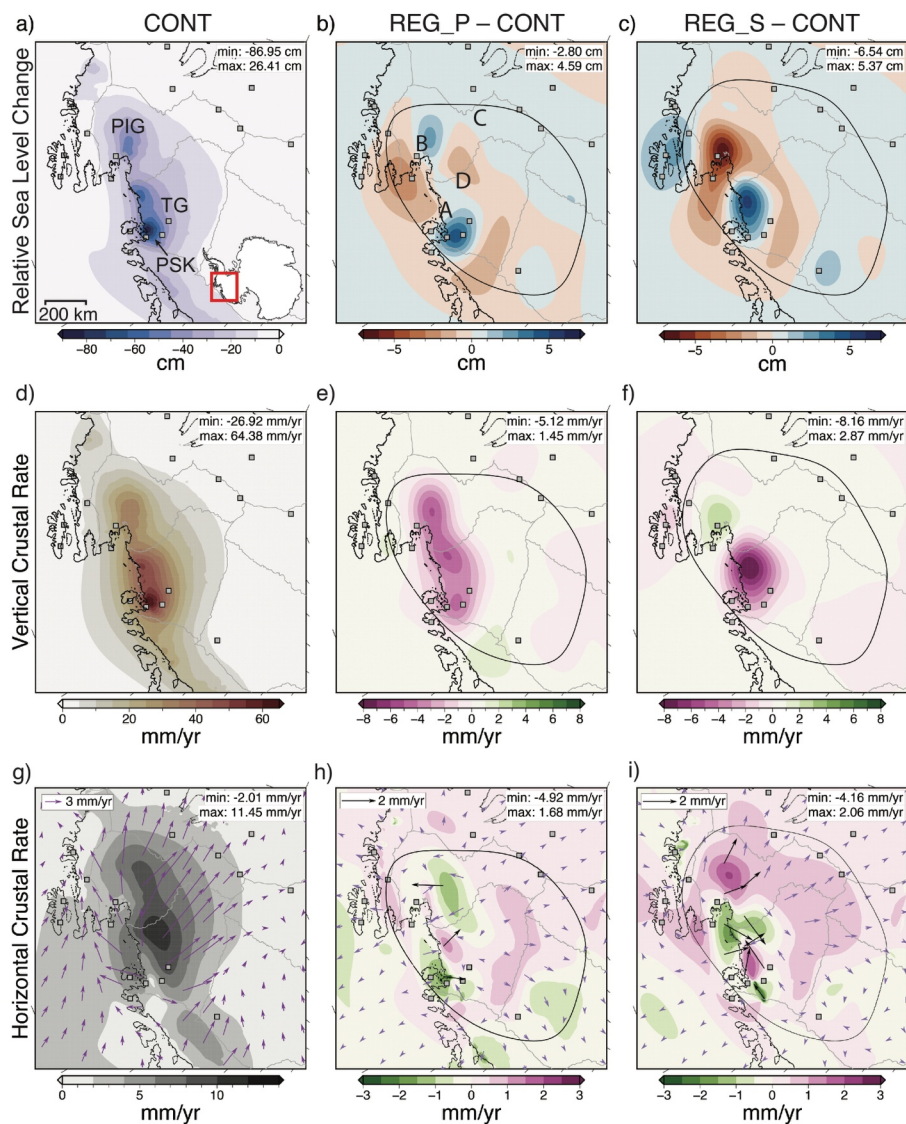 a) CONT
b) REG_P – CONT
c) REG_S – CONT
Relative Sea Level Change
min: -86.95 cm
max: 26.41 cm
PIG
TG
PSK
200 km
−80 −60 −40 −20 0
cm
min: -2.80 cm
max: 4.59 cm
C
B
D
A
−5 0 5
cm
min: -6.54 cm
max: 5.37 cm
−5 0 5
cm
Vertical Crustal Rate
d)
min: -26.92 mm/yr
max: 64.38 mm/yr
0 20 40 60
mm/yr
e)
min: -5.12 mm/yr
max: 1.45 mm/yr
−8 −6 −4 −2 0 2 4 6 8
mm/yr
f)
min: -8.16 mm/yr
max: 2.87 mm/yr
−8 −6 −4 −2 0 2 4 6 8
mm/yr
Horizontal Crustal Rate
g)
3 mm/yr
min: -2.01 mm/yr
max: 11.45 mm/yr
0 5 10
mm/yr
h)
2 mm/yr
min: -4.92 mm/yr
max: 1.68 mm/yr
−3 −2 −1 0 1 2 3
mm/yr
i)
2 mm/yr
min: -4.16 mm/yr
max: 2.06 mm/yr
−3 −2 −1 0 1 2 3
mm/yr